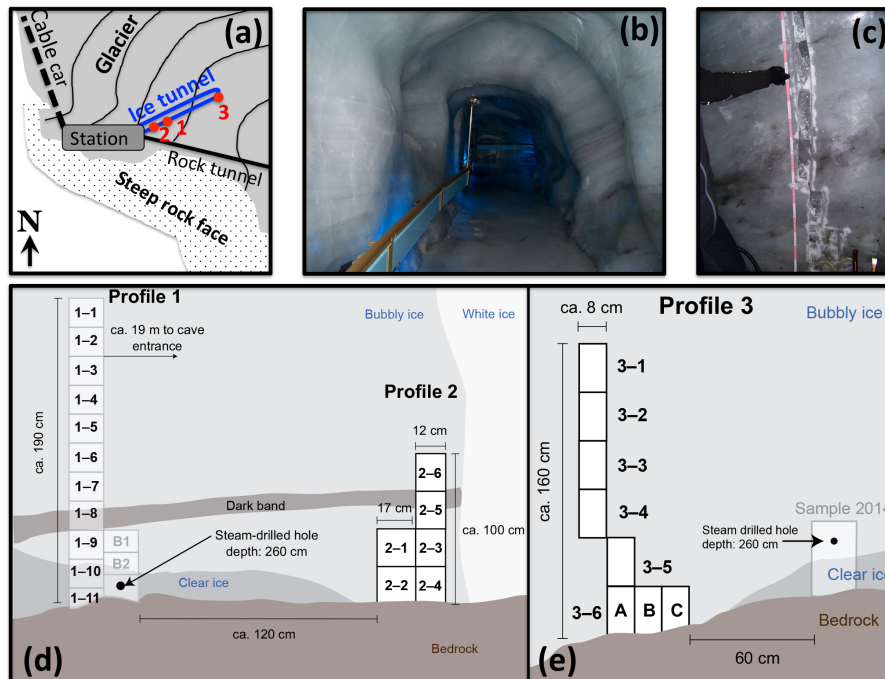 (a)
Cable car
Glacier
Ice tunnel
3
1
2
Station
Rock tunnel
Steep rock face
N
(b)
(c)
Profile 1
1–1
1–2
1–3
1–4
1–5
1–6
1–7
1–8
1–9
1–10
1–11
B1
B2
ca. 190 cm
ca. 19 m to cave
entrance
Bubbly ice
White ice
Profile 2
12 cm
2–6
2–5
17 cm
2–1
2–3
2–2
2–4
ca. 100 cm
Dark band
Steam-drilled hole
depth: 260 cm
Clear ice
ca. 120 cm
Bedrock
(d)
ca. 8 cm
Profile 3
Bubbly ice
3–1
3–2
3–3
3–4
3–5
3–6
A
B
C
ca. 160 cm
Sample 2014
Steam drilled hole
depth: 260 cm
Clear ice
Bedrock
60 cm
(e)